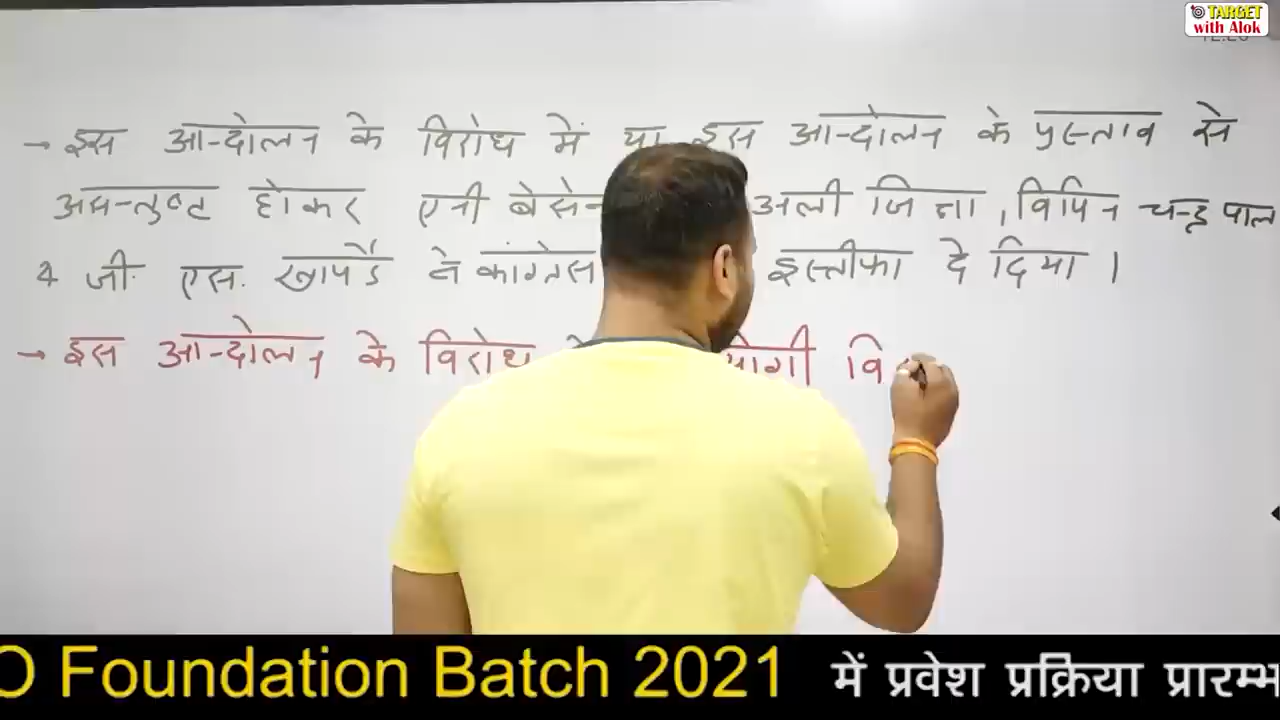 TARGET
with Alok
→ इस आन्दोलन के विरोध में या इस आन्दोलन के प्रस्ताव से
असन्तुष्ट होकर एनी अली जिन्ना, विपिन चन्द्र पाल
जी. एस. खापर्डे ने कांग्रेस इस्तीफा दे दिया।
→ इस आन्दोलन के विरोध
O Foundation Batch 2021 में प्रवेश प्रक्रिया प्रारम्भ